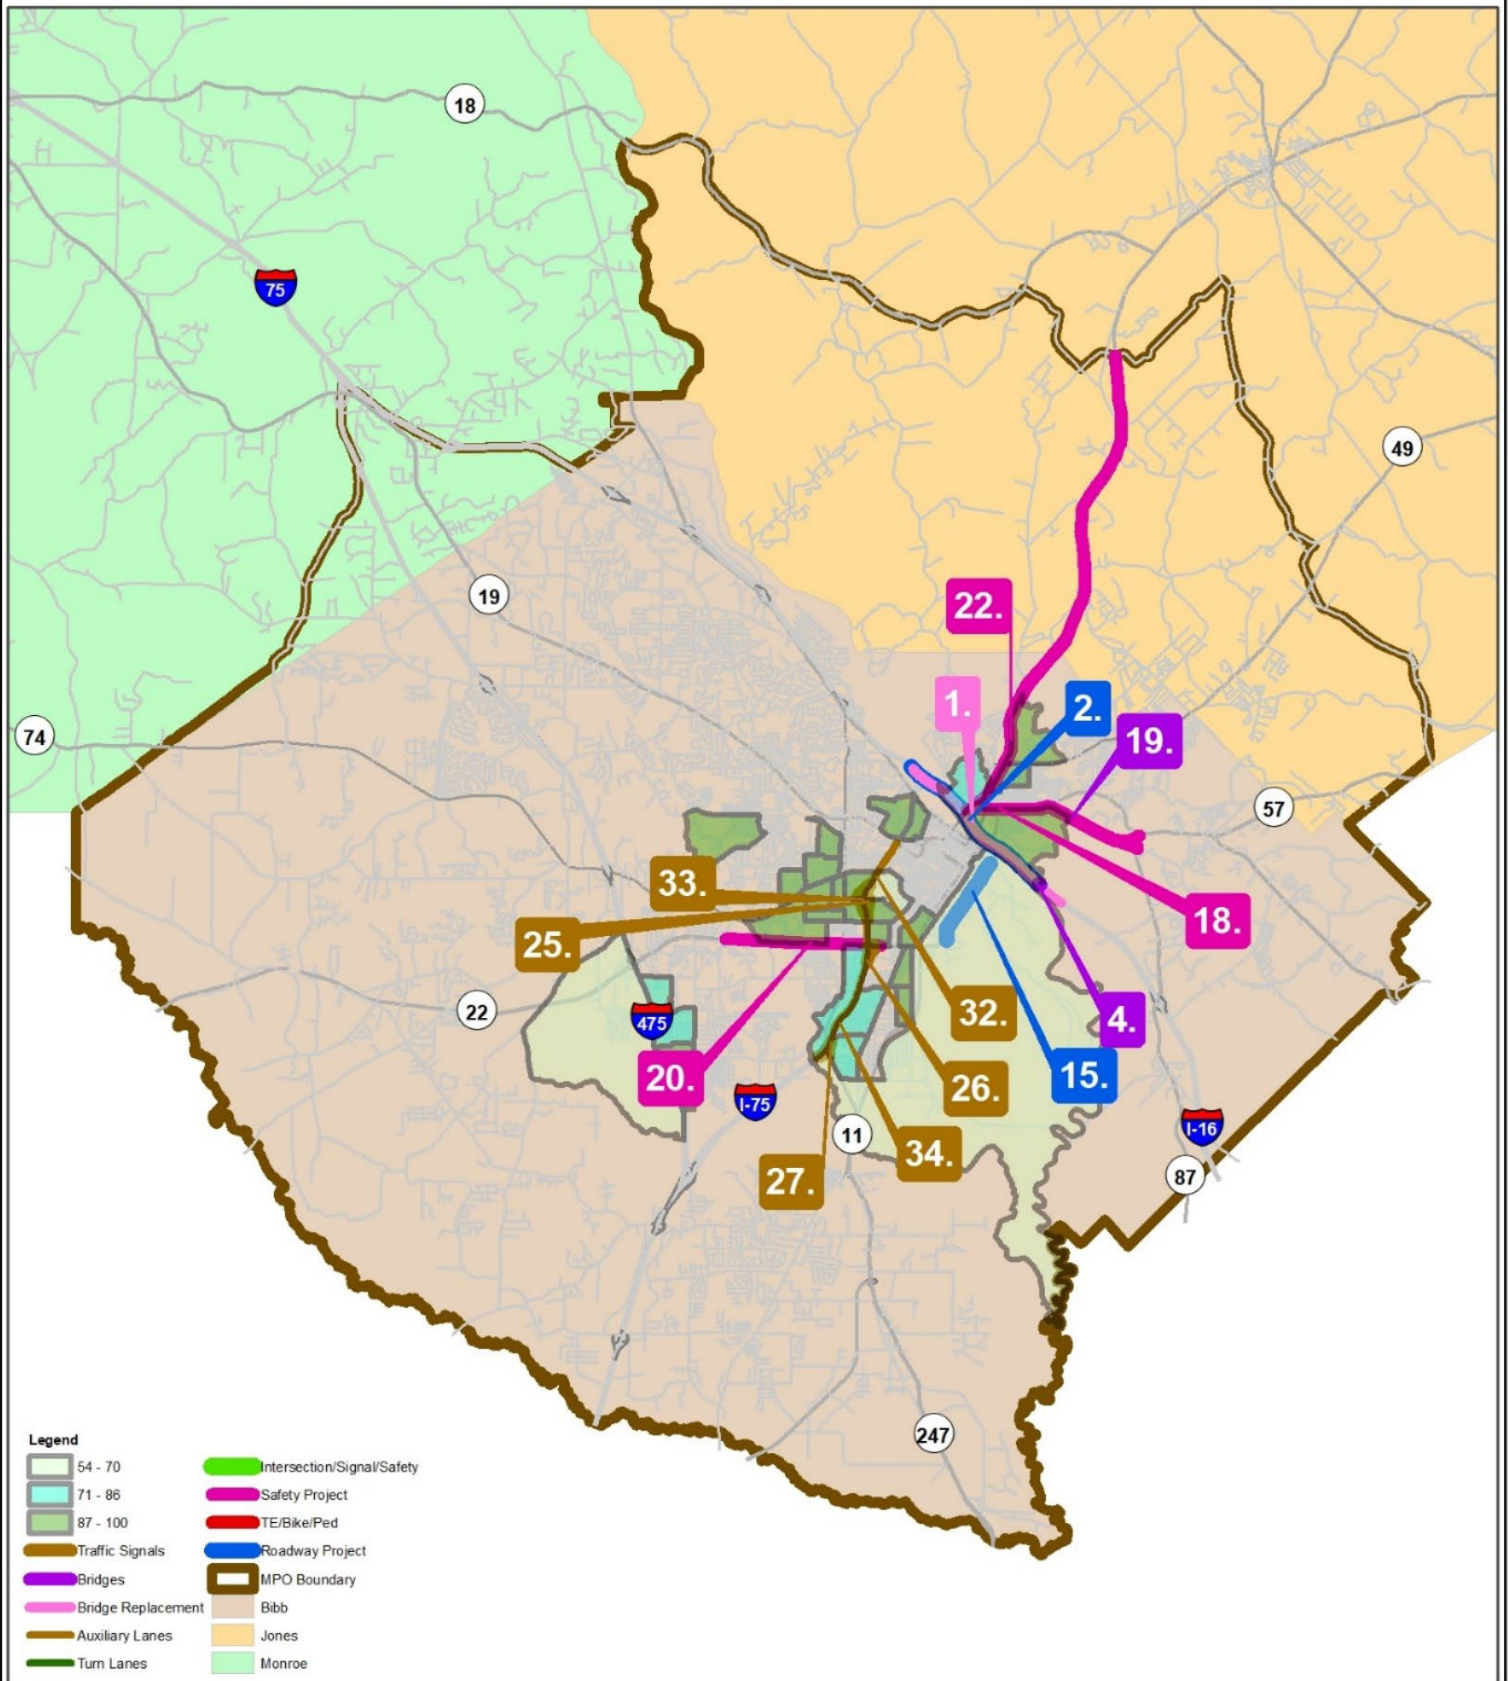 18
75
49
19
22.
1.
2.
19.
74
57
33.
18.
25.
22
32.
4.
475
20.
15.
26.
I-75
11
I-16
34.
87
27.
247
Legend
54 - 70
Intersection/Signal/Safety
71 - 86
Safety Project
87 - 100
TE/Bike/Ped
Traffic Signals
Roadway Project
Bridges
MPO Boundary
Bridge Replacement
Bibb
Auxiliary Lanes
Jones
Turn Lanes
Monroe